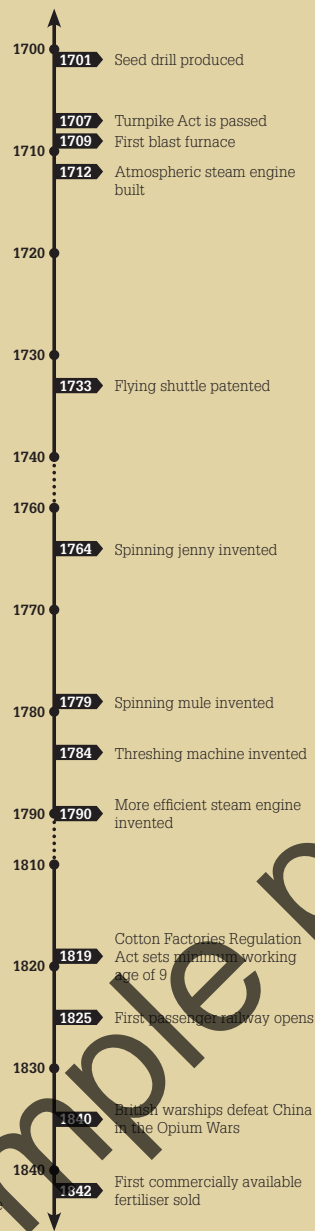 1700
1701 Seed drill produced
1707 Turnpike Act is passed
1709 First blast furnace
1710
1712 Atmospheric steam engine
built
1720
1730
1733 Flying shuttle patented
1740
1760
1764 Spinning jenny invented
1770
1779 Spinning mule invented
1780
1784 Threshing machine invented
1790 1790 More efficient steam engine
invented
1810
Cotton Factories Regulation
1819 Act sets minimum working
age of 9
1820
1825 First passenger railway opens
1830
1840 British warships defeat China
in the Opium Wars
1840
1842 First commercially available
fertiliser sold
mple p